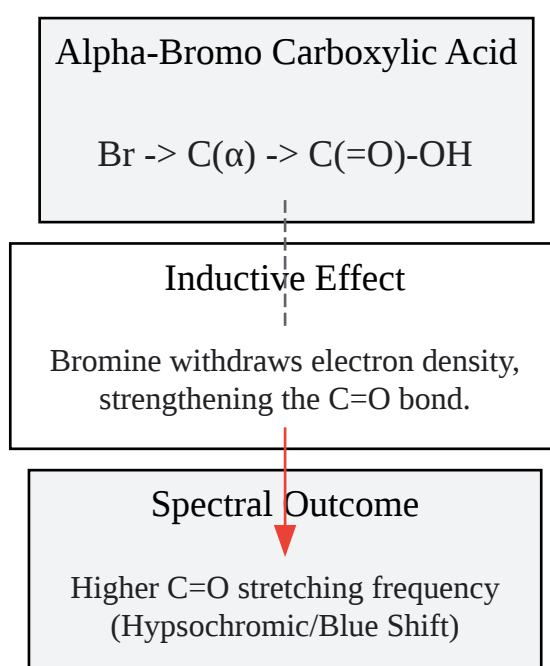 Alpha-Bromo Carboxylic Acid
Br -> C(α) -> C(=O)-OH
Inductive Effect
Bromine withdraws electron density,
strengthening the C=O bond.
Spectral Outcome
Higher C=O stretching frequency
(Hypsochromic/Blue Shift)